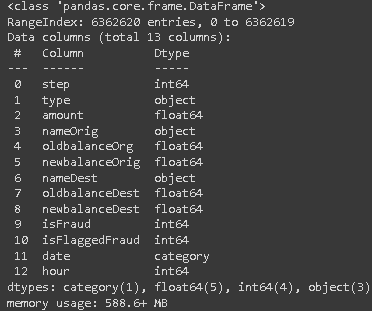 <class 'pandas.core.frame.DataFrame'>
RangeIndex: 6362620 entries, 0 to 6362619
Data columns (total 13 columns):
 #   Column          Dtype
---  ------          -----
 0   step            int64
 1   type            object
 2   amount          float64
 3   nameOrig        object
 4   oldbalanceOrg   float64
 5   newbalanceOrig  float64
 6   nameDest        object
 7   oldbalanceDest  float64
 8   newbalanceDest  float64
 9   isFraud         int64
 10  isFlaggedFraud  int64
 11  date            category
 12  hour            int64
dtypes: category(1), float64(5), int64(4), object(3)
memory usage: 588.6+ MB